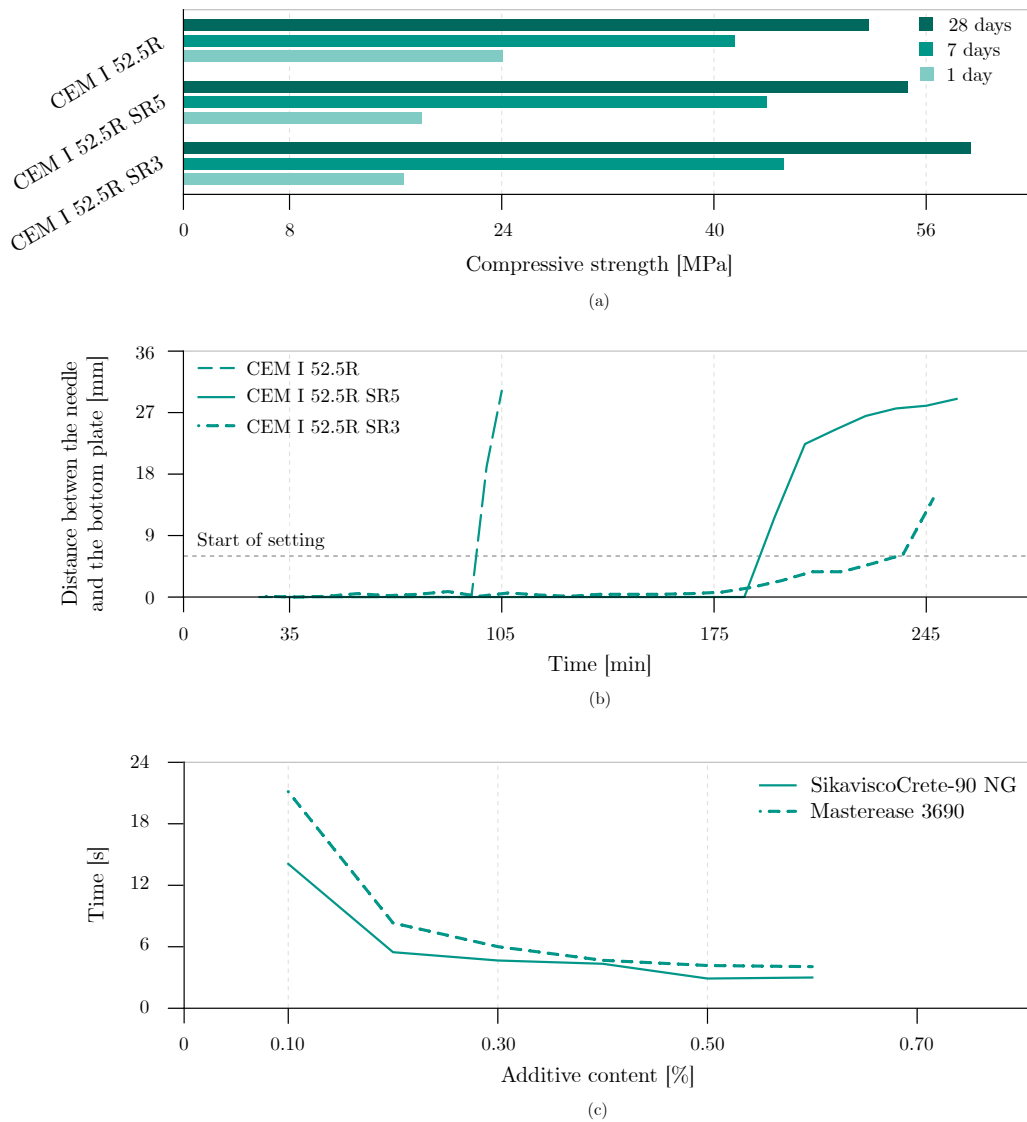 28 days
7 days
1 day
CEM I 52.5R
CEM I 52.5R SR5
CEM I 52.5R SR3
0 8 24 40 56
Compressive strength [MPa]
(a)
Distance betwen the needle
and the bottom plate [mm]
36
27
18
9
0
CEM I 52.5R
CEM I 52.5R SR5
CEM I 52.5R SR3
Start of setting
0 35 105 175 245
Time [min]
(b)
Time [s]
24
18
12
6
0
SikaviscoCrete-90 NG
Masterease 3690
0 0.10 0.30 0.50 0.70
Additive content [%]
(c)